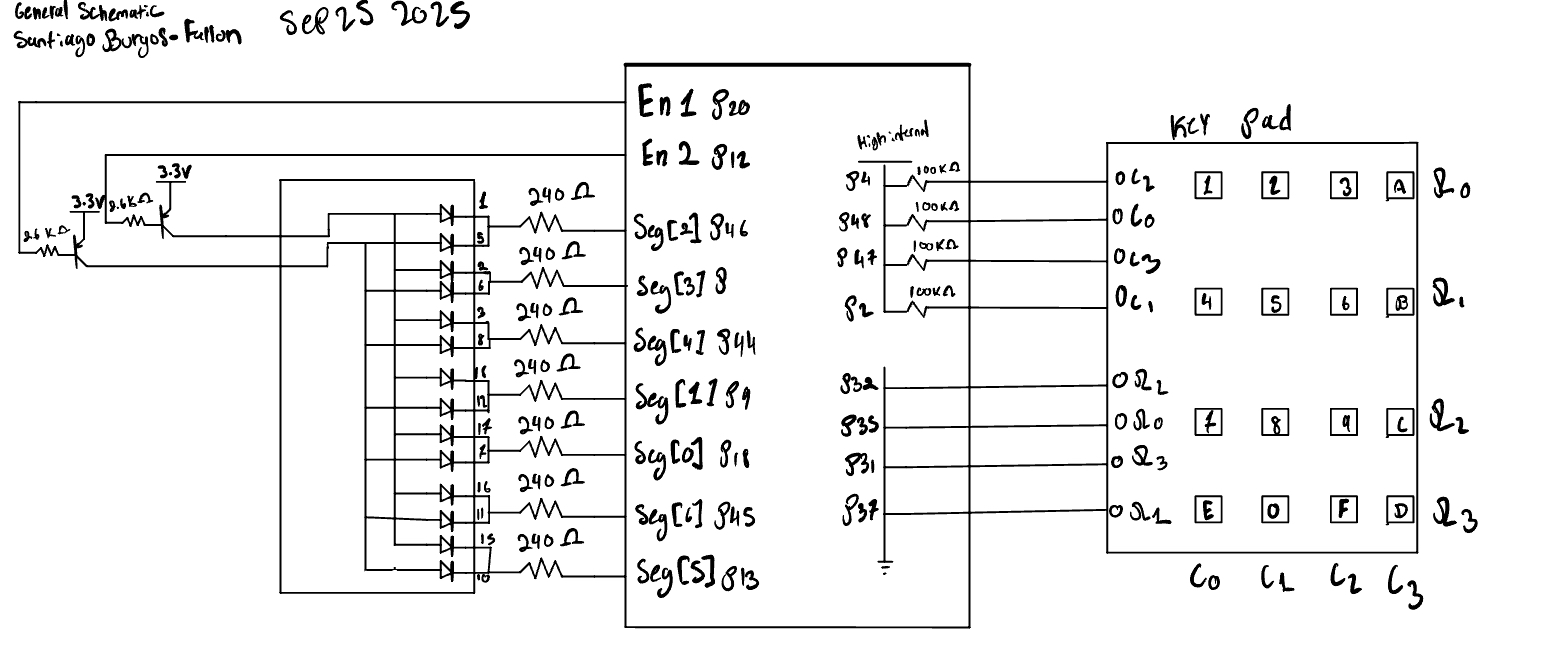 General Schematic
Santiago Burgos-Fallon
Sep 25 2025
En 1 P20
En 2 P12
3.3V
3.3V
2.6KΩ
2.6KΩ
1
5
2
6
3
8
12
17
7
16
11
15
10
240 Ω
240 Ω
240 Ω
240 Ω
240 Ω
240 Ω
240 Ω
Seg[2] P46
Seg[3] P
Seg[4] P44
Seg[1] P9
Seg[0] P18
Seg[6] P45
Seg[5] P13
High internal
P4 100KΩ
P48 100KΩ
P47 100KΩ
P2 100KΩ
P32
P35
P31
P37
Key Pad
C2
C0
C3
C1
R2
R0
R3
R1
1 2 3 A R0
4 5 6 B R1
7 8 9 C R2
E 0 F D R3
C0 C1 C2 C3